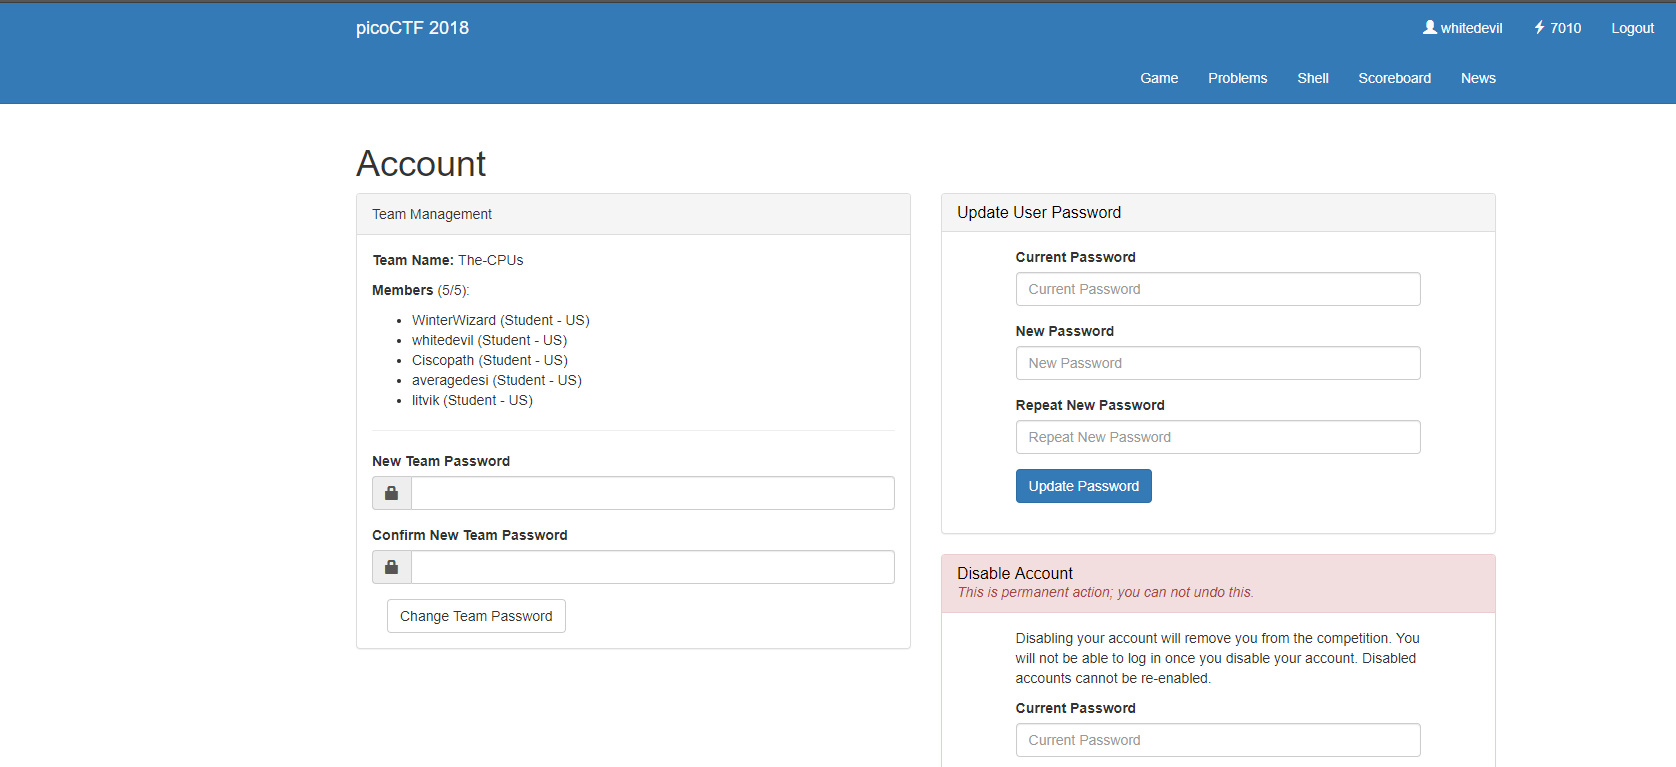 picoCTF 2018
whitedevil
7010
Logout
Game
Problems
Shell
Scoreboard
News
Account
Team Management
Team Name: The-CPUs
Members (5/5):
WinterWizard (Student - US)
whitedevil (Student - US)
Ciscopath (Student - US)
averagedesi (Student - US)
litvik (Student - US)
New Team Password
Confirm New Team Password
Change Team Password
Update User Password
Current Password
Current Password
New Password
New Password
Repeat New Password
Repeat New Password
Update Password
Disable Account
This is permanent action; you can not undo this.
Disabling your account will remove you from the competition. You
will not be able to log in once you disable your account. Disabled
accounts cannot be re-enabled.
Current Password
Current Password